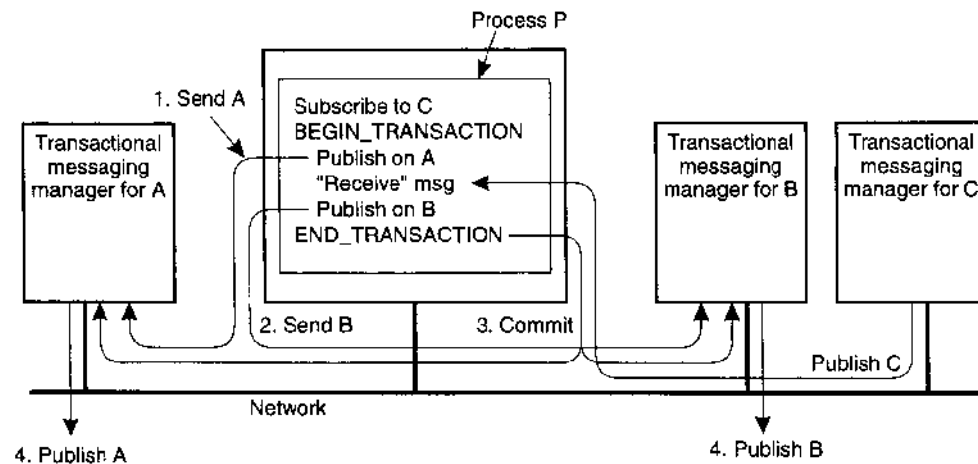 Process P
1. Send A
Subscribe to C
BEGIN_TRANSACTION
Publish on A
"Receive" msg
Publish on B
END_TRANSACTION
Transactional
messaging
manager for A
Transactional
messaging
manager for B
Transactional
messaging
manager for C
2. Send B
3. Commit
Publish C
Network
4. Publish A
4. Publish B